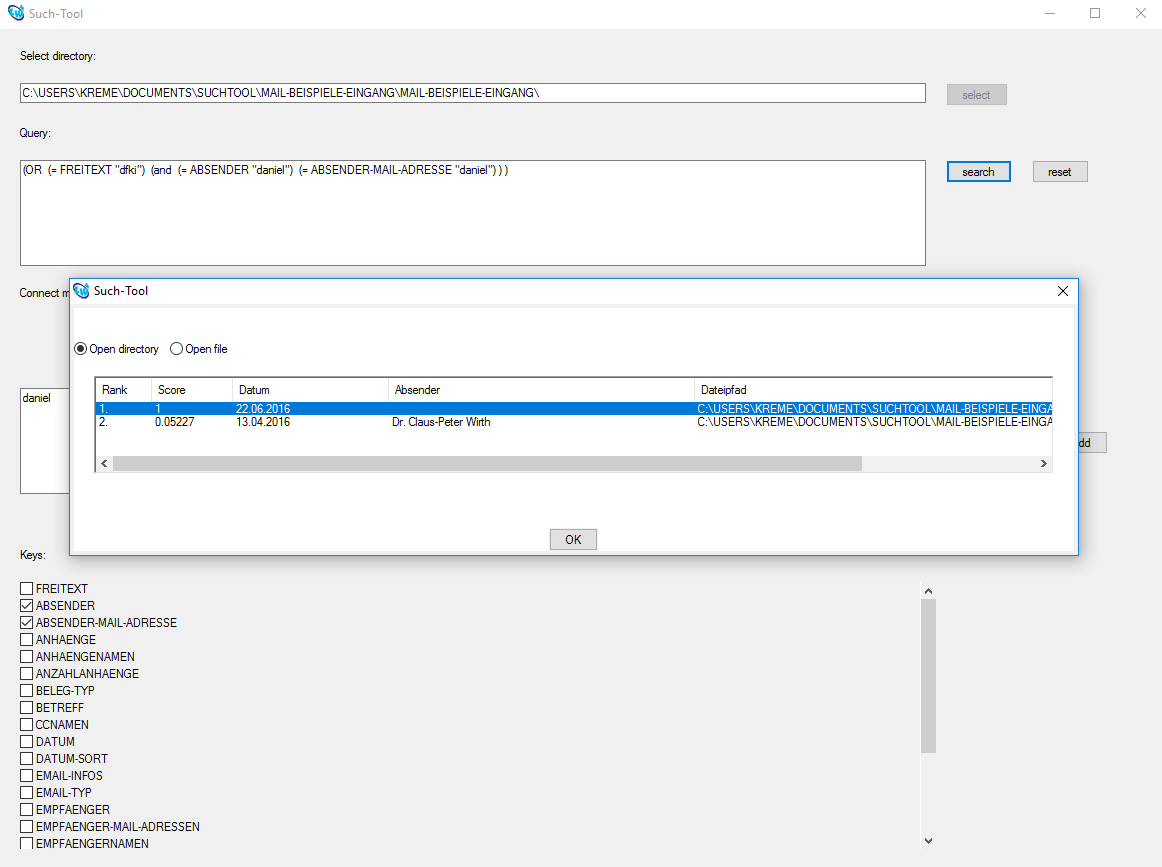 Such-Tool
Select directory:
C:\USERS\KREME\DOCUMENTS\SUCHTOOL\MAIL-BEISPIELE-EINGANG\MAIL-BEISPIELE-EINGANG\
select
Query:
(OR (= FREITEXT "dfki") (and (= ABSENDER "daniel") (= ABSENDER-MAIL-ADRESSE "daniel") ) )
search
reset
Connect m
Such-Tool
Open directory
Open file
Rank Score Datum Absender Dateipfad
1. 1 22.06.2016 C:\USERS\KREME\DOCUMENTS\SUCHTOOL\MAIL-BEISPIELE-EINGA
2. 0.05227 13.04.2016 Dr. Claus-Peter Wirth C:\USERS\KREME\DOCUMENTS\SUCHTOOL\MAIL-BEISPIELE-EINGA
OK
daniel
dd
Keys:
FREITEXT
ABSENDER
ABSENDER-MAIL-ADRESSE
ANHAENGE
ANHAENGENAMEN
ANZAHLANHAENGE
BELEG-TYP
BETREFF
CCNAMEN
DATUM
DATUM-SORT
EMAIL-INFOS
EMAIL-TYP
EMPFAENGER
EMPFAENGER-MAIL-ADRESSEN
EMPFAENGERNAMEN